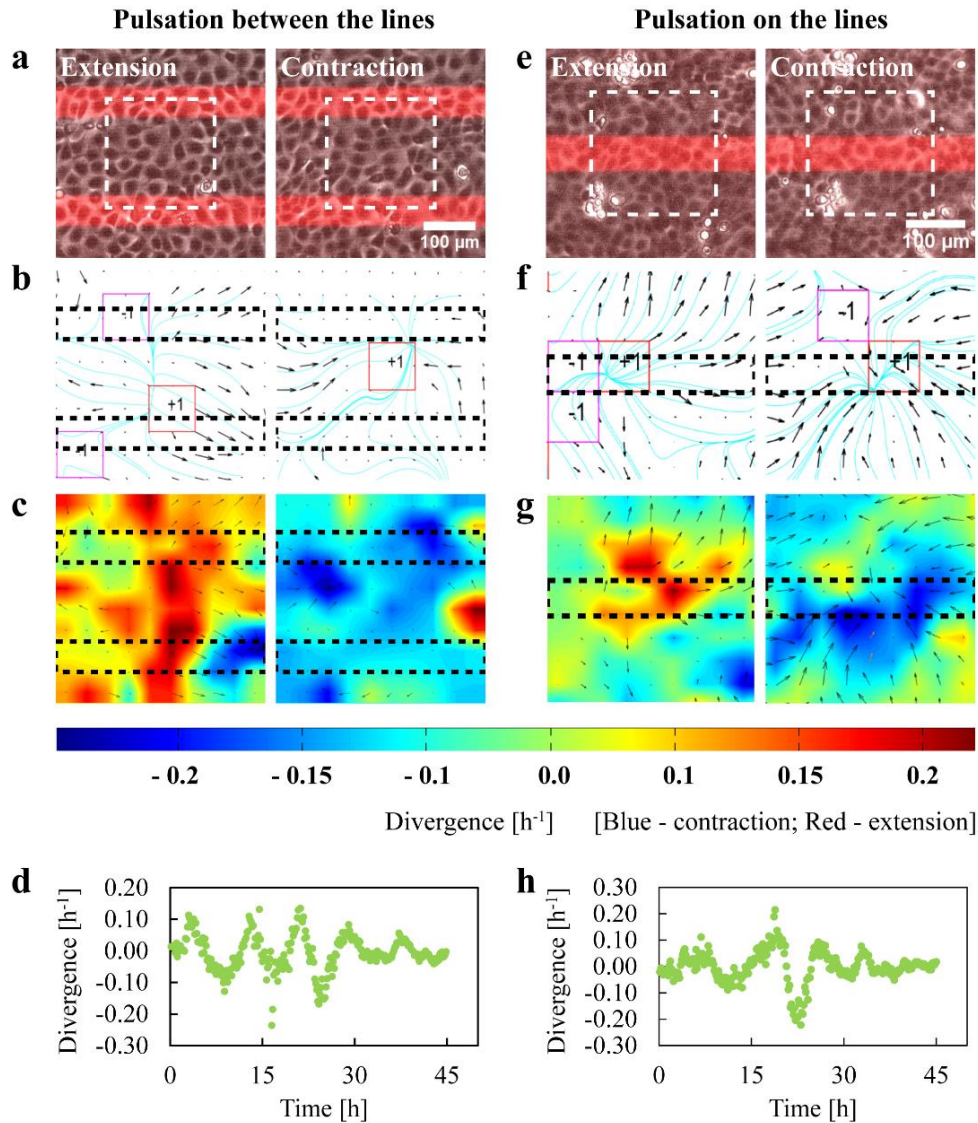 Pulsation between the lines
Pulsation on the lines
a
Extension
Contraction
100 µm
e
Extension
Contraction
100 µm
b
-1
+1
-1
+1
f
-1
+1
-1
-1
+1
c
g
- 0.2 - 0.15 - 0.1 0.0 0.1 0.15 0.2
Divergence [h-1] [Blue - contraction; Red - extension]
d
Divergence [h-1]
0.20
0.10
0.00
-0.10
-0.20
-0.30
0 15 30 45
Time [h]
h
Divergence [h-1]
0.30
0.20
0.10
0.00
-0.10
-0.20
-0.30
0 15 30 45
Time [h]